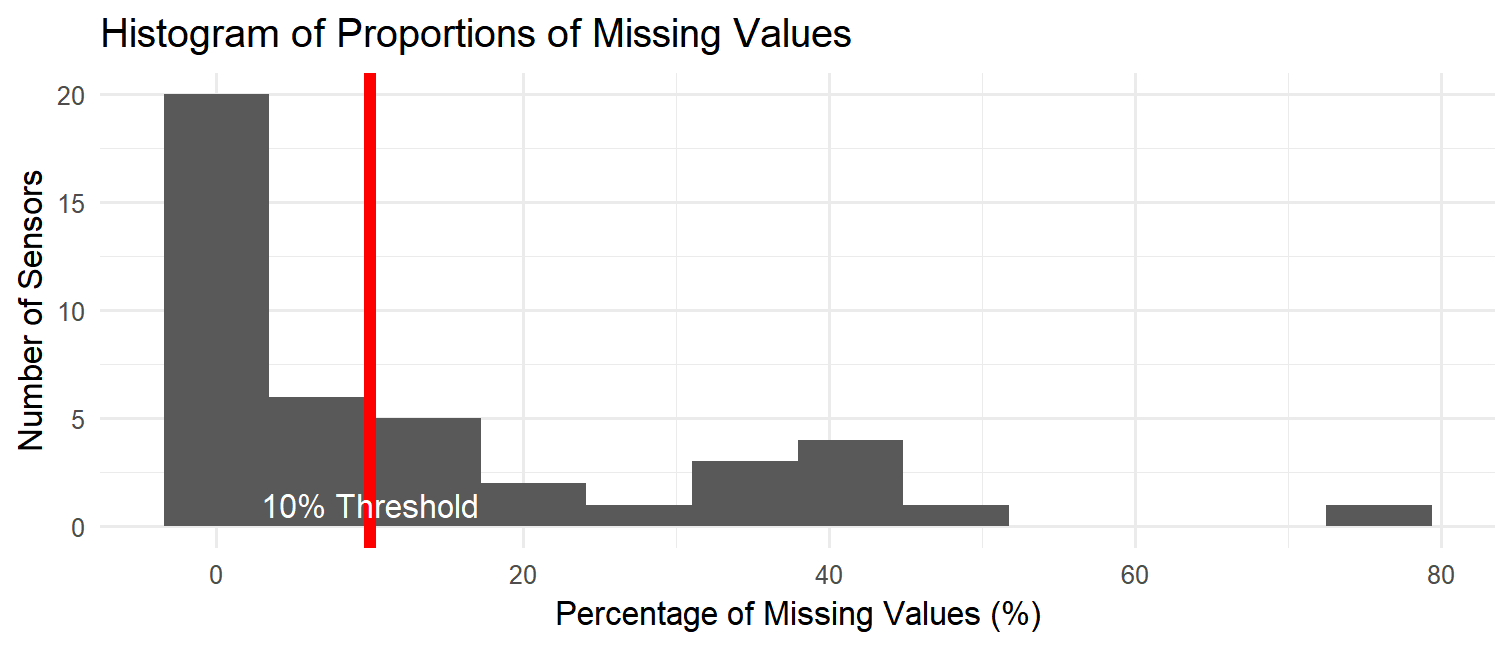 Histogram of Proportions of Missing Values
20
15
10
5
0
Number of Sensors
10% Threshold
0 20 40 60 80
Percentage of Missing Values (%)